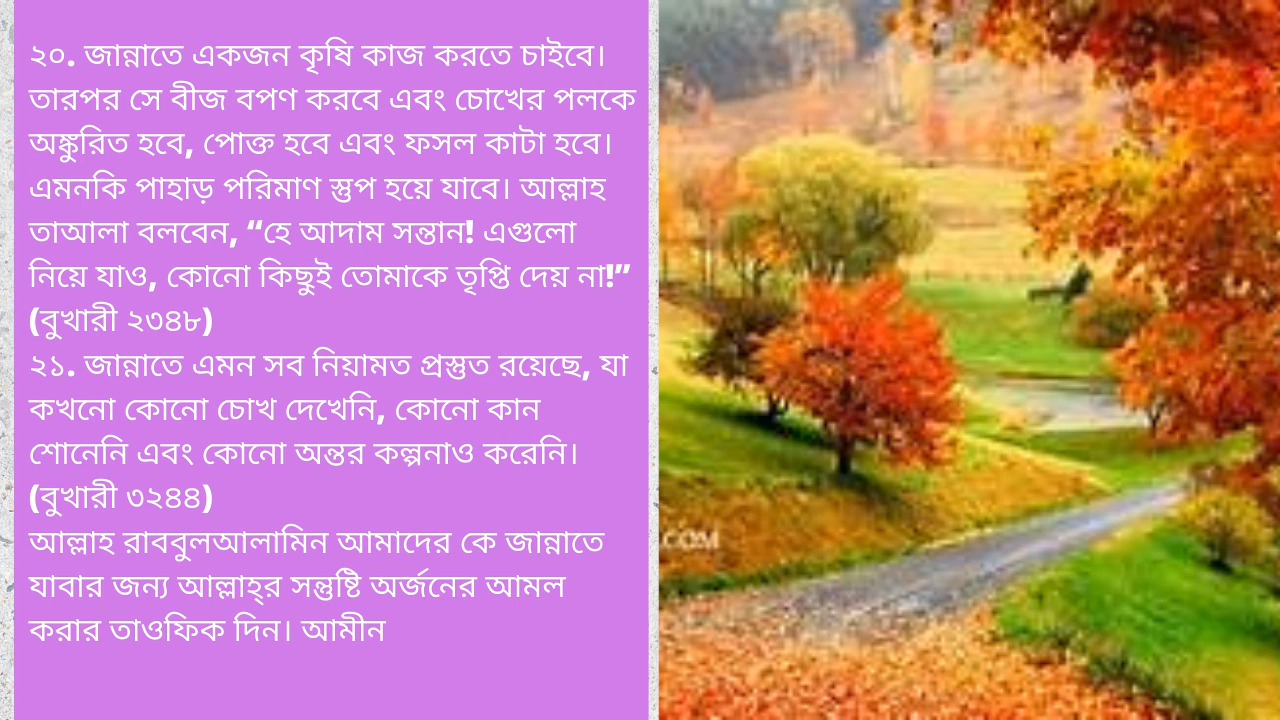 ২০. জান্নাতে একজন কৃষি কাজ করতে চাইবে।
তারপর সে বীজ বপণ করবে এবং চোখের পলকে
অঙ্কুরিত হবে, পোক্ত হবে এবং ফসল কাটা হবে।
এমনকি পাহাড় পরিমাণ স্তুপ হয়ে যাবে। আল্লাহ
তাআলা বলবেন, “হে আদাম সন্তান! এগুলো
নিয়ে যাও, কোনো কিছুই তোমাকে তৃপ্তি দেয় না!”
(বুখারী ২৩৪৮)
২১. জান্নাতে এমন সব নিয়ামত প্রস্তুত রয়েছে, যা
কখনো কোনো চোখ দেখেনি, কোনো কান
শোনেনি এবং কোনো অন্তর কল্পনাও করেনি।
(বুখারী ৩২৪৪)
আল্লাহ রাববুলআলামিন আমাদের কে জান্নাতে
যাবার জন্য আল্লাহ্‌র সন্তুষ্টি অর্জনের আমল
করার তাওফিক দিন। আমীন
.COM